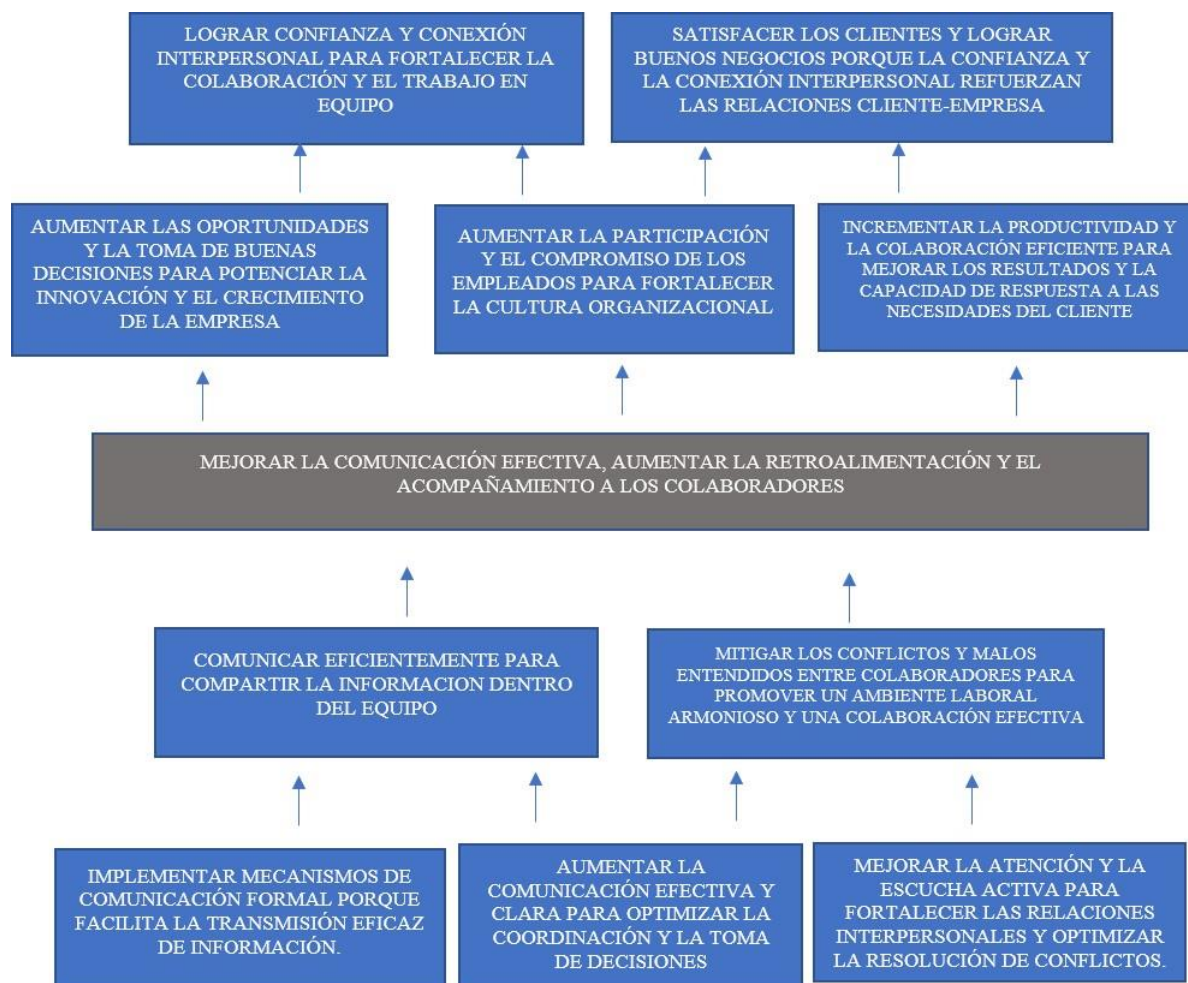 LOGRAR CONFIANZA Y CONEXIÓN
INTERPERSONAL PARA FORTALECER LA
COLABORACIÓN Y EL TRABAJO EN
EQUIPO
SATISFACER LOS CLIENTES Y LOGRAR
BUENOS NEGOCIOS PORQUE LA CONFIANZA Y
LA CONEXIÓN INTERPERSONAL REFUERZAN
LAS RELACIONES CLIENTE-EMPRESA
AUMENTAR LAS OPORTUNIDADES
Y LA TOMA DE BUENAS
DECISIONES PARA POTENCIAR LA
INNOVACIÓN Y EL CRECIMIENTO
DE LA EMPRESA
AUMENTAR LA PARTICIPACIÓN
Y EL COMPROMISO DE LOS
EMPLEADOS PARA FORTALECER
LA CULTURA ORGANIZACIONAL
INCREMENTAR LA PRODUCTIVIDAD Y
LA COLABORACIÓN EFICIENTE PARA
MEJORAR LOS RESULTADOS Y LA
CAPACIDAD DE RESPUESTA A LAS
NECESIDADES DEL CLIENTE
MEJORAR LA COMUNICACIÓN EFECTIVA, AUMENTAR LA RETROALIMENTACIÓN Y EL
ACOMPAÑAMIENTO A LOS COLABORADORES
COMUNICAR EFICIENTEMENTE PARA
COMPARTIR LA INFORMACION DENTRO
DEL EQUIPO
MITIGAR LOS CONFLICTOS Y MALOS
ENTENDIDOS ENTRE COLABORADORES PARA
PROMOVER UN AMBIENTE LABORAL
ARMONIOSO Y UNA COLABORACIÓN EFECTIVA
IMPLEMENTAR MECANISMOS DE
COMUNICACIÓN FORMAL PORQUE
FACILITA LA TRANSMISIÓN EFICAZ
DE INFORMACIÓN.
AUMENTAR LA
COMUNICACIÓN EFECTIVA Y
CLARA PARA OPTIMIZAR LA
COORDINACIÓN Y LA TOMA
DE DECISIONES
MEJORAR LA ATENCIÓN Y LA
ESCUCHA ACTIVA PARA
FORTALECER LAS RELACIONES
INTERPERSONALES Y OPTIMIZAR
LA RESOLUCIÓN DE CONFLICTOS.